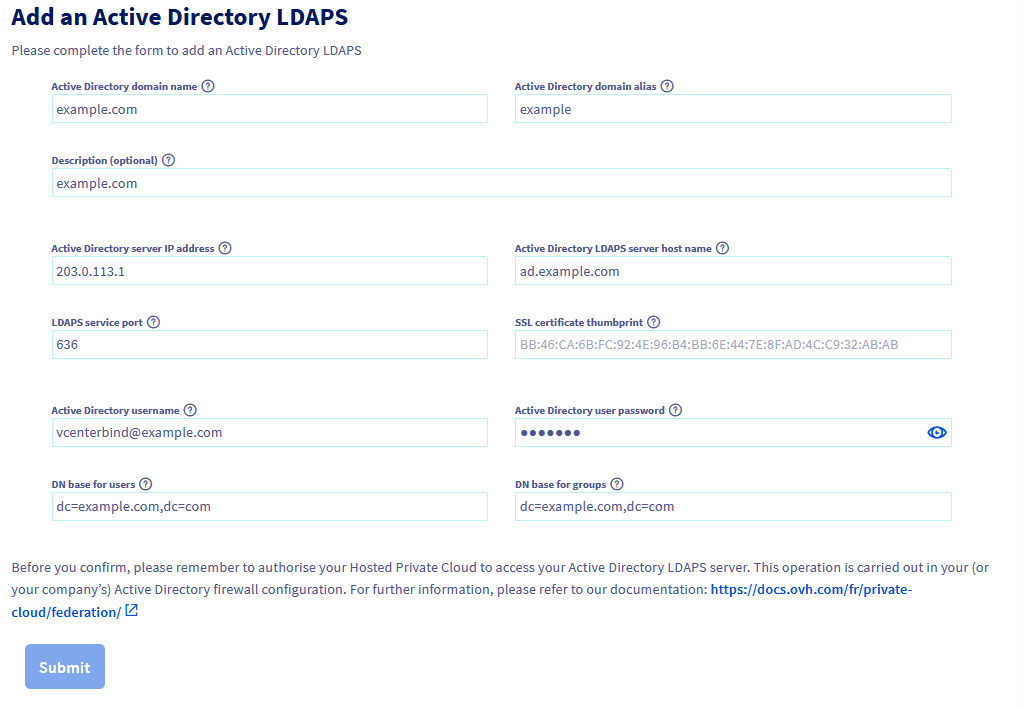 Add an Active Directory LDAPS
Please complete the form to add an Active Directory LDAPS
Active Directory domain name ?
Active Directory domain alias ?
example.com
example
Description (optional) ?
example.com
Active Directory server IP address ?
Active Directory LDAPS server host name ?
203.0.113.1
ad.example.com
LDAPS service port ?
SSL certificate thumbprint ?
636
BB:46:CA:6B:FC:92:4E:96:B4:BB:6E:44:7E:8F:AD:4C:C9:32:AB:AB
Active Directory username ?
Active Directory user password ?
vcenterbind@example.com
●●●●●●●
DN base for users ?
DN base for groups ?
dc=example.com,dc=com
dc=example.com,dc=com
Before you confirm, please remember to authorise your Hosted Private Cloud to access your Active Directory LDAPS server. This operation is carried out in your (or
your company's) Active Directory firewall configuration. For further information, please refer to our documentation: https://docs.ovh.com/fr/private-
cloud/federation/
Submit